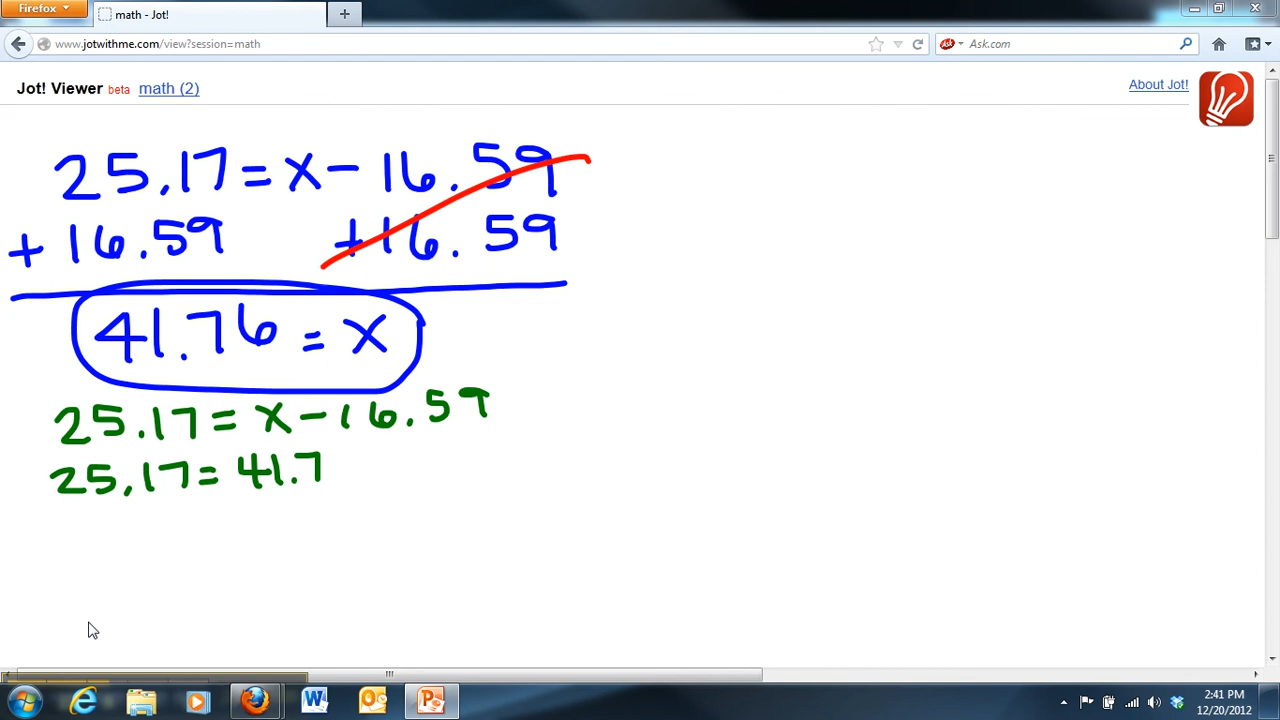 Firefox
math - Jot!
www.jotwithme.com/view?session=math
Ask.com
Jot! Viewer beta math (2)
About Jot!
25.17 = x - 16.59
+ 16.59 +16.59
41.76 = x
25.17 = x - 16.59
25.17 = 41.7
2:41 PM
12/20/2012